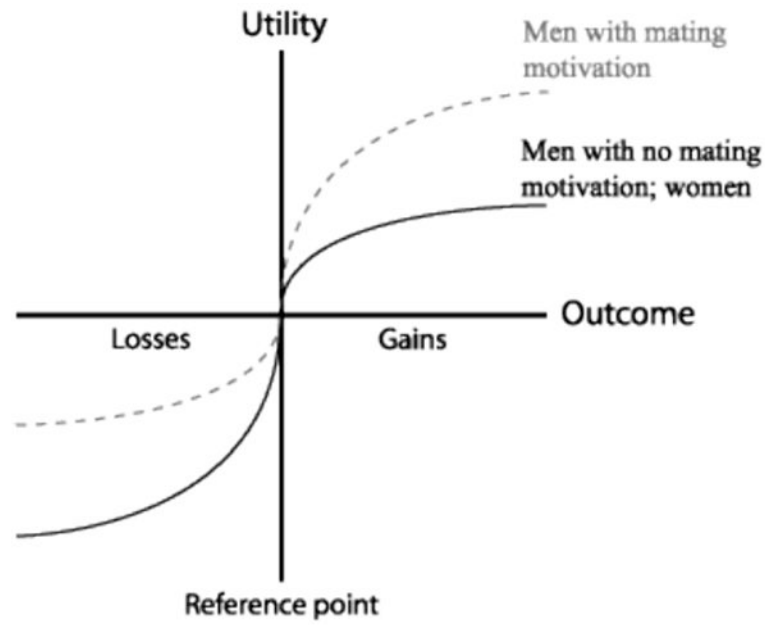 Utility
Men with mating
motivation
Men with no mating
motivation; women
Outcome
Losses
Gains
Reference point